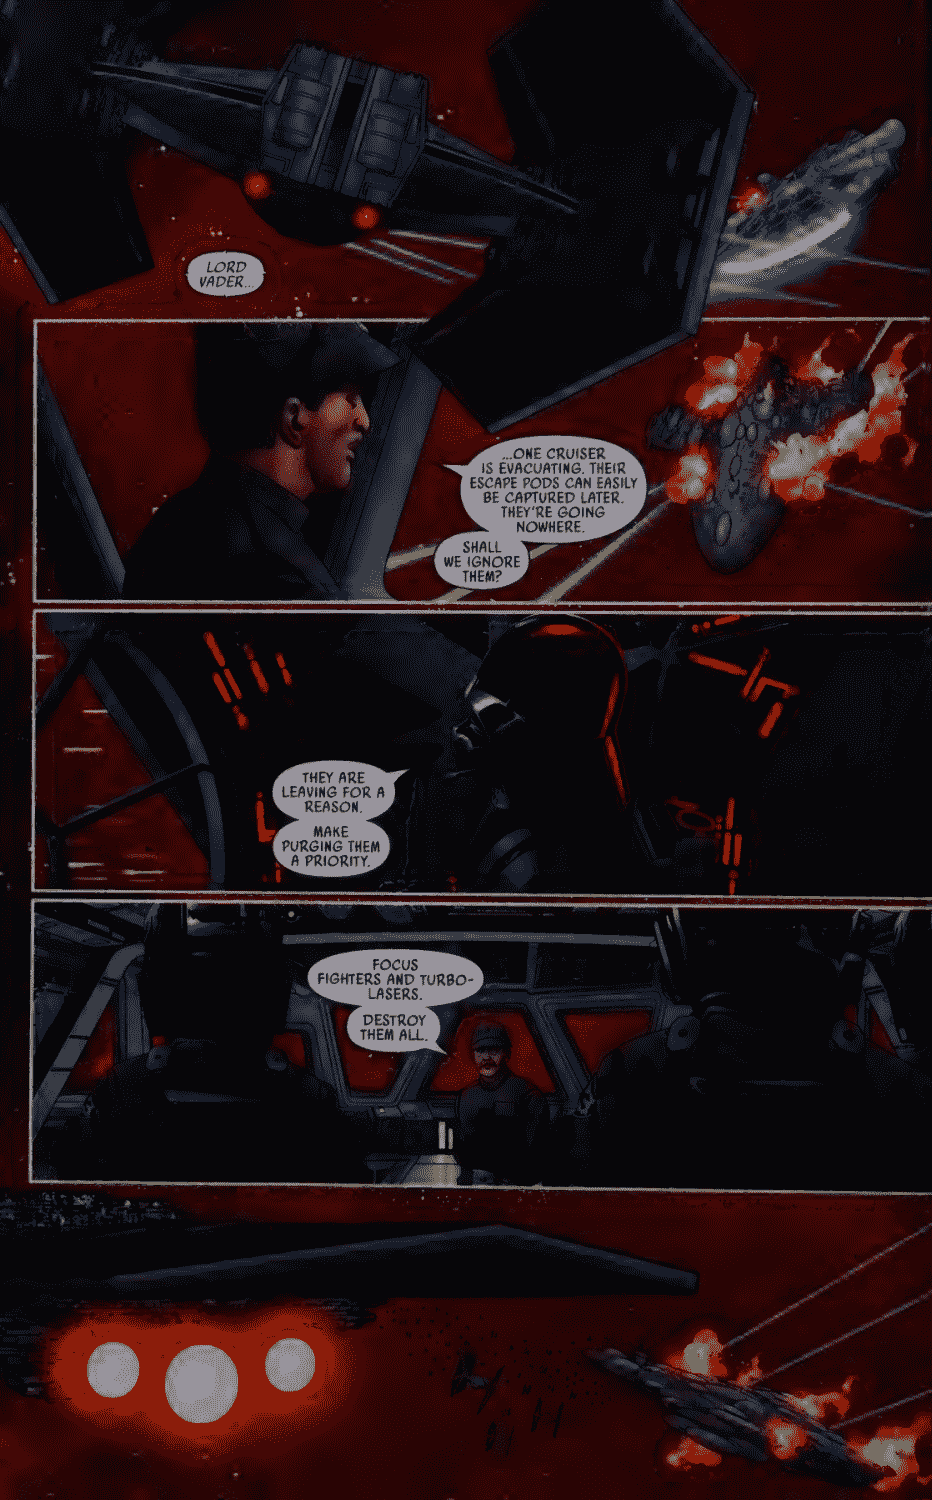 LORD
VADER...
...ONE CRUISER
IS EVACUATING. THEIR
ESCAPE PODS CAN EASILY
BE CAPTURED LATER.
THEY'RE GOING
NOWHERE.
SHALL
WE IGNORE
THEM?
THEY ARE
LEAVING FOR A
REASON.
MAKE
PURGING THEM
A PRIORITY.
FOCUS
FIGHTERS AND TURBO-
LASERS.
DESTROY
THEM ALL.